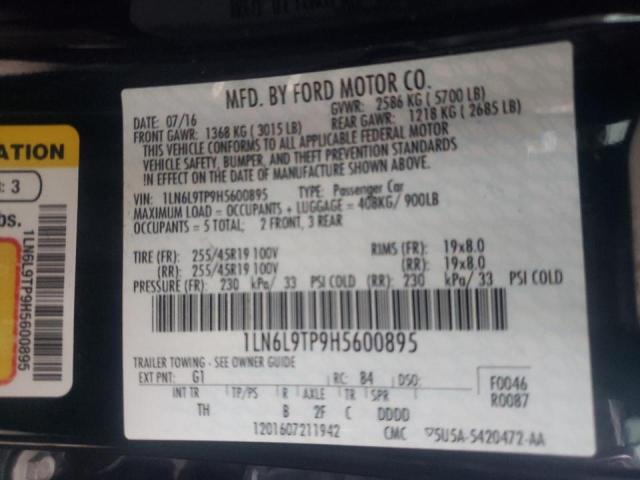 MFD. BY FORD MOTOR CO.
DATE: 07/16 GVWR: 2586 KG ( 5700 LB)
FRONT GAWR: 1368 KG ( 3015 LB) REAR GAWR: 1218 KG ( 2685 LB)
THIS VEHICLE CONFORMS TO ALL APPLICABLE FEDERAL MOTOR
VEHICLE SAFETY, BUMPER, AND THEFT PREVENTION STANDARDS
IN EFFECT ON THE DATE OF MANUFACTURE SHOWN ABOVE.
VIN: 1LN6L9TP9H5600895 TYPE: Passenger Car
MAXIMUM LOAD = OCCUPANTS + LUGGAGE = 408KG/ 900LB
OCCUPANTS = 5 TOTAL; 2 FRONT, 3 REAR
TIRE (FR): 255/45R19 100V RIMS (FR): 19x8.0
(RR): 255/45R19 100V (RR): 19x8.0
PRESSURE (FR): 230 kPa/ 33 PSI COLD (RR): 230 kPa/ 33 PSI COLD
1LN6L9TP9H5600895
TRAILER TOWING - SEE OWNER GUIDE
EXT PNT: G1 RC: B4 DSO: F0046
INT TR TP/PS R AXLE TR SPR R0087
TH B 2F C DDDD
1201607211942 CMC 5U5A-5420472-AA
ATION
: 3
bs.
1LN6L9TP9H5600895